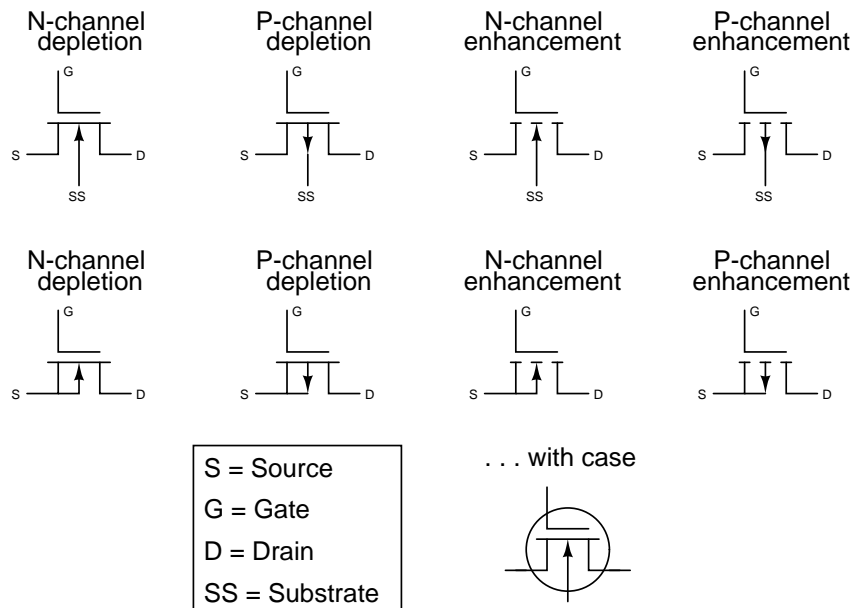 N-channel
depletion
P-channel
depletion
N-channel
enhancement
P-channel
enhancement
G
G
G
G
S
D
S
D
S
D
S
D
SS
SS
SS
SS
N-channel
depletion
P-channel
depletion
N-channel
enhancement
P-channel
enhancement
G
G
G
G
S
D
S
D
S
D
S
D
S = Source
G = Gate
D = Drain
SS = Substrate
. . . with case